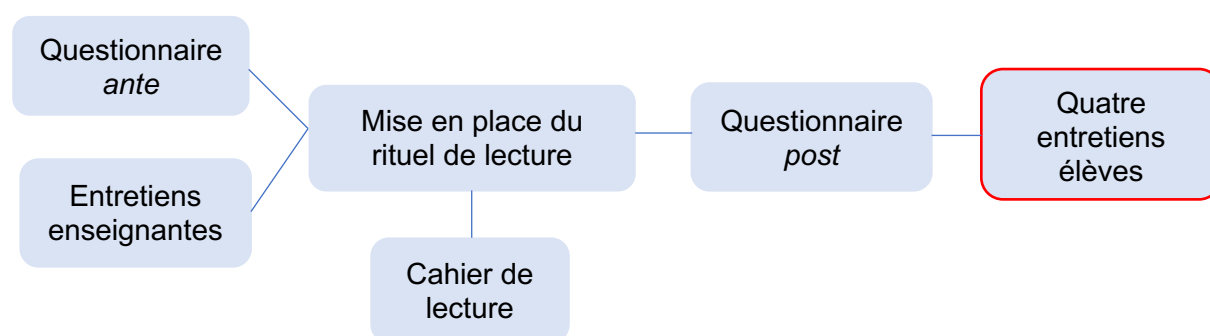 Questionnaire
ante
Entretiens
enseignantes
Mise en place du
rituel de lecture
Cahier de
lecture
Questionnaire
post
Quatre
entretiens
élèves